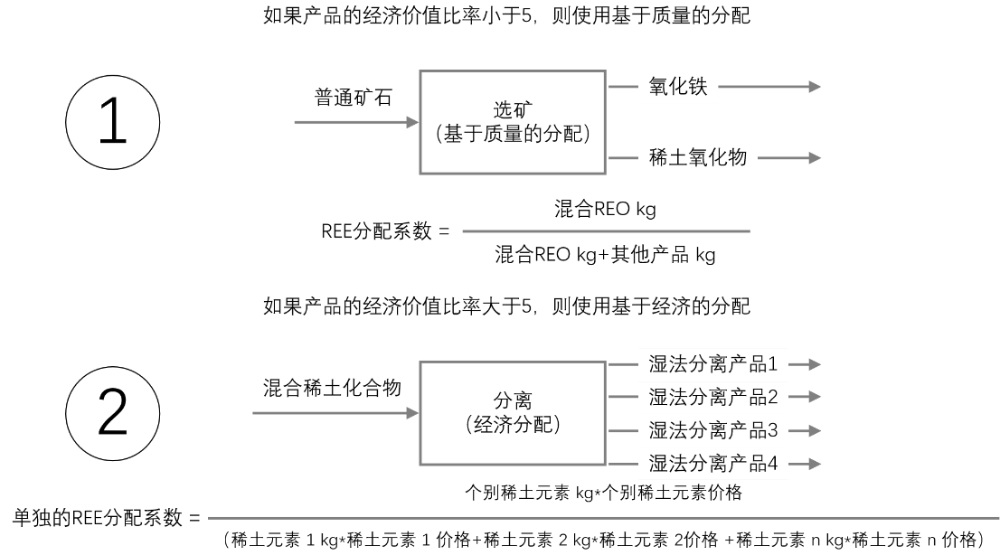 如果产品的经济价值比率小于5，则使用基于质量的分配
1
普通矿石
选矿
（基于质量的分配）
氧化铁
稀土氧化物
REE分配系数 =
混合REO kg
混合REO kg+其他产品 kg
如果产品的经济价值比率大于5，则使用基于经济的分配
2
混合稀土化合物
分离
（经济分配）
湿法分离产品1
湿法分离产品2
湿法分离产品3
湿法分离产品4
单独的REE分配系数 =
个别稀土元素 kg*个别稀土元素价格
（稀土元素 1 kg*稀土元素 1 价格+稀土元素 2 kg*稀土元素 2价格 +稀土元素 n kg*稀土元素 n 价格）